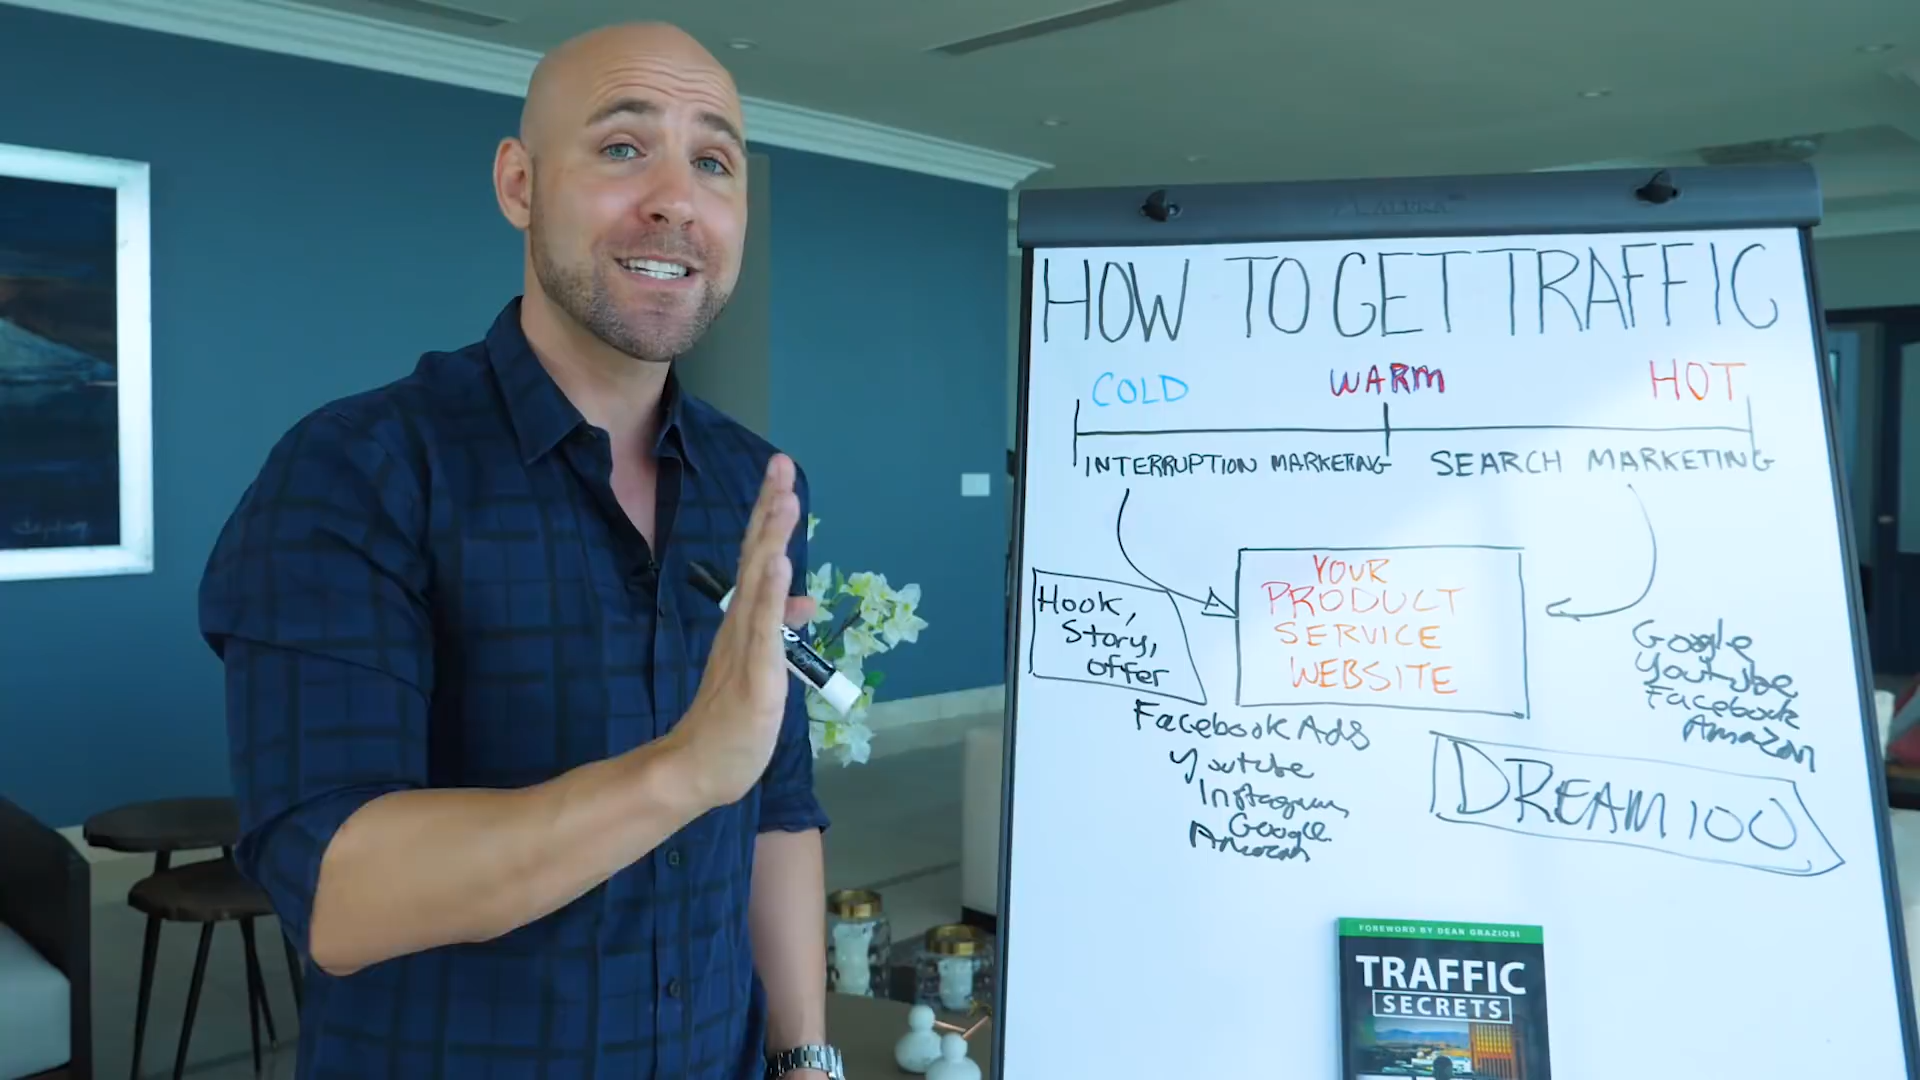 HOW TO GET TRAFFIC
COLD WARM HOT
INTERRUPTION MARKETING SEARCH MARKETING
YOUR
PRODUCT
SERVICE
WEBSITE
Hook,
Story,
offer
Facebook Ads
Youtube
Instagram
Google
Amazon
Google
Youtube
Facebook
Amazon
DREAM 100
FOREWORD BY DEAN GRAZIOSI
TRAFFIC
SECRETS